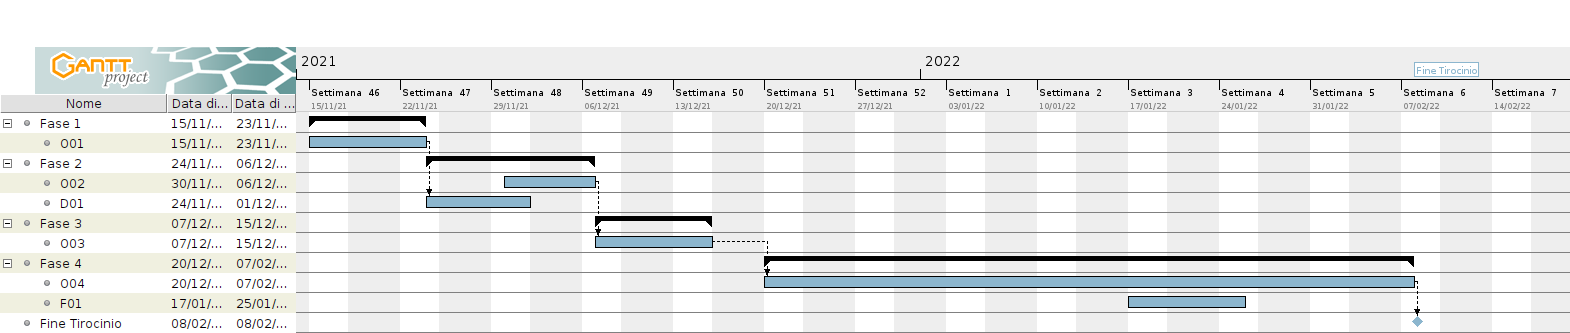 GANTT
project
2021
2022
Fine Tirocinio
Nome
Data di...
Data di ...
Settimana 46
Settimana 47
Settimana 48
Settimana 49
Settimana 50
Settimana 51
Settimana 52
Settimana 1
Settimana 2
Settimana 3
Settimana 4
Settimana 5
Settimana 6
Settimana 7
15/11/21
22/11/21
29/11/21
06/12/21
13/12/21
20/12/21
27/12/21
03/01/22
10/01/22
17/01/22
24/01/22
31/01/22
07/02/22
14/02/22
Fase 1 15/11/... 23/11/...
O01 15/11/... 23/11/...
Fase 2 24/11/... 06/12/...
O02 30/11/... 06/12/...
D01 24/11/... 01/12/...
Fase 3 07/12/... 15/12/...
O03 07/12/... 15/12/...
Fase 4 20/12/... 07/02/...
O04 20/12/... 07/02/...
F01 17/01/... 25/01/...
Fine Tirocinio 08/02/... 08/02/...